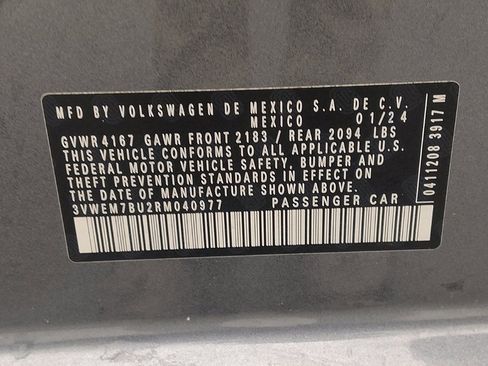 MFD BY VOLKSWAGEN DE MEXICO S.A. DE C.V.
MEXICO 01/24
GVWR 4167 GAWR FRONT 2183 / REAR 2094 LBS
THIS VEHICLE CONFORMS TO ALL APPLICABLE U.S.
FEDERAL MOTOR VEHICLE SAFETY, BUMPER AND
THEFT PREVENTION STANDARDS IN EFFECT ON
THE DATE OF MANUFACTURE SHOWN ABOVE.
3VWEM7BU2RM040977 PASSENGER CAR
0411208 3917 M